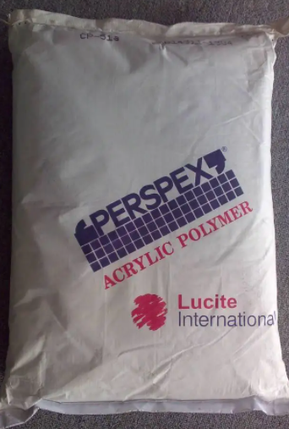 PERSPEX
ACRYLIC POLYMER
Lucite
International